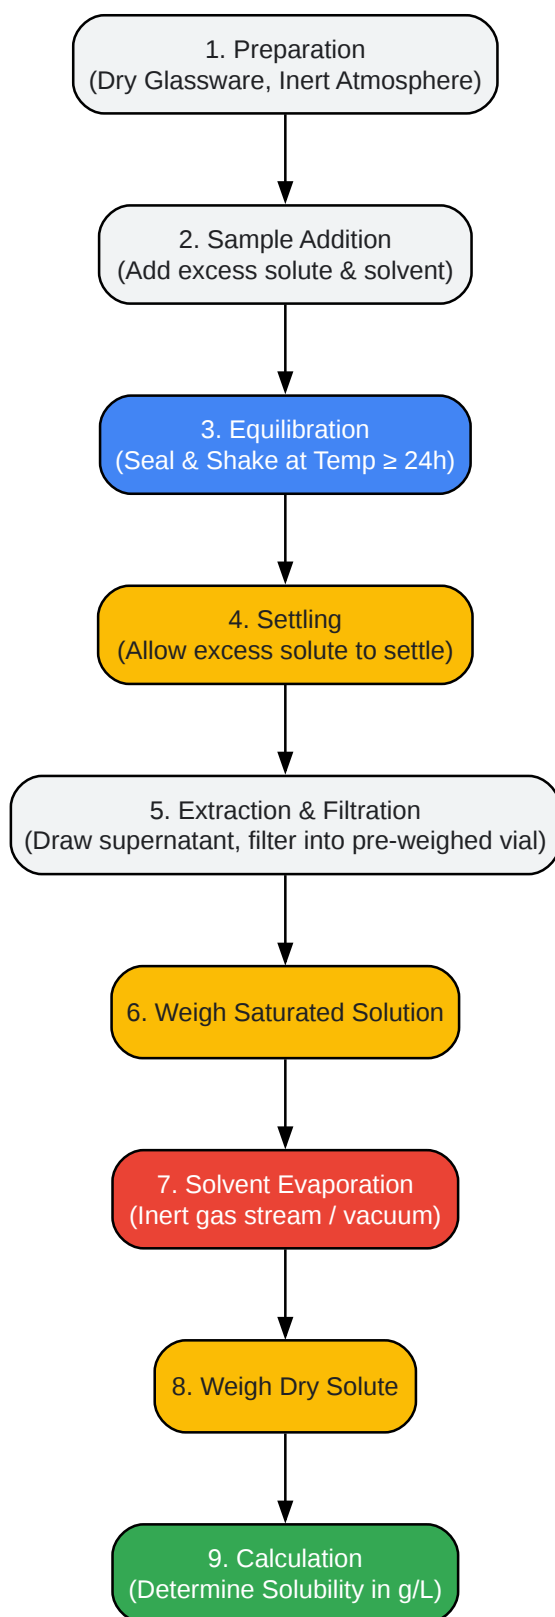 1. Preparation
(Dry Glassware, Inert Atmosphere)
2. Sample Addition
(Add excess solute & solvent)
3. Equilibration
(Seal & Shake at Temp ≥ 24h)
4. Settling
(Allow excess solute to settle)
5. Extraction & Filtration
(Draw supernatant, filter into pre-weighed vial)
6. Weigh Saturated Solution
7. Solvent Evaporation
(Inert gas stream / vacuum)
8. Weigh Dry Solute
9. Calculation
(Determine Solubility in g/L)